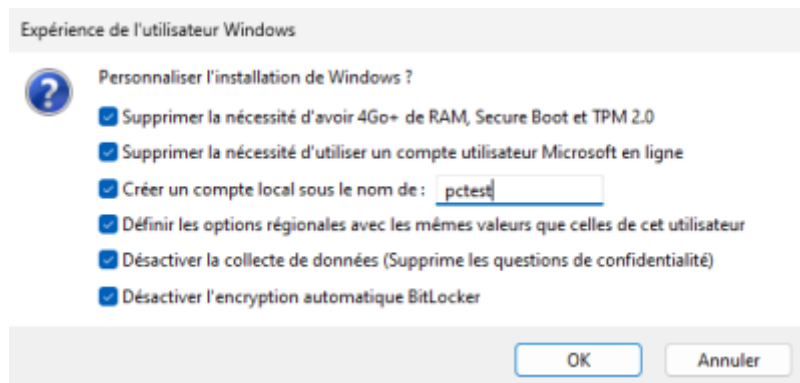 Expérience de l'utilisateur Windows
Personnaliser l'installation de Windows ?
Supprimer la nécessité d'avoir 4Go+ de RAM, Secure Boot et TPM 2.0
Supprimer la nécessité d'utiliser un compte utilisateur Microsoft en ligne
Créer un compte local sous le nom de : pctest
Définir les options régionales avec les mêmes valeurs que celles de cet utilisateur
Désactiver la collecte de données (Supprime les questions de confidentialité)
Désactiver l'encryption automatique BitLocker
OK Annuler